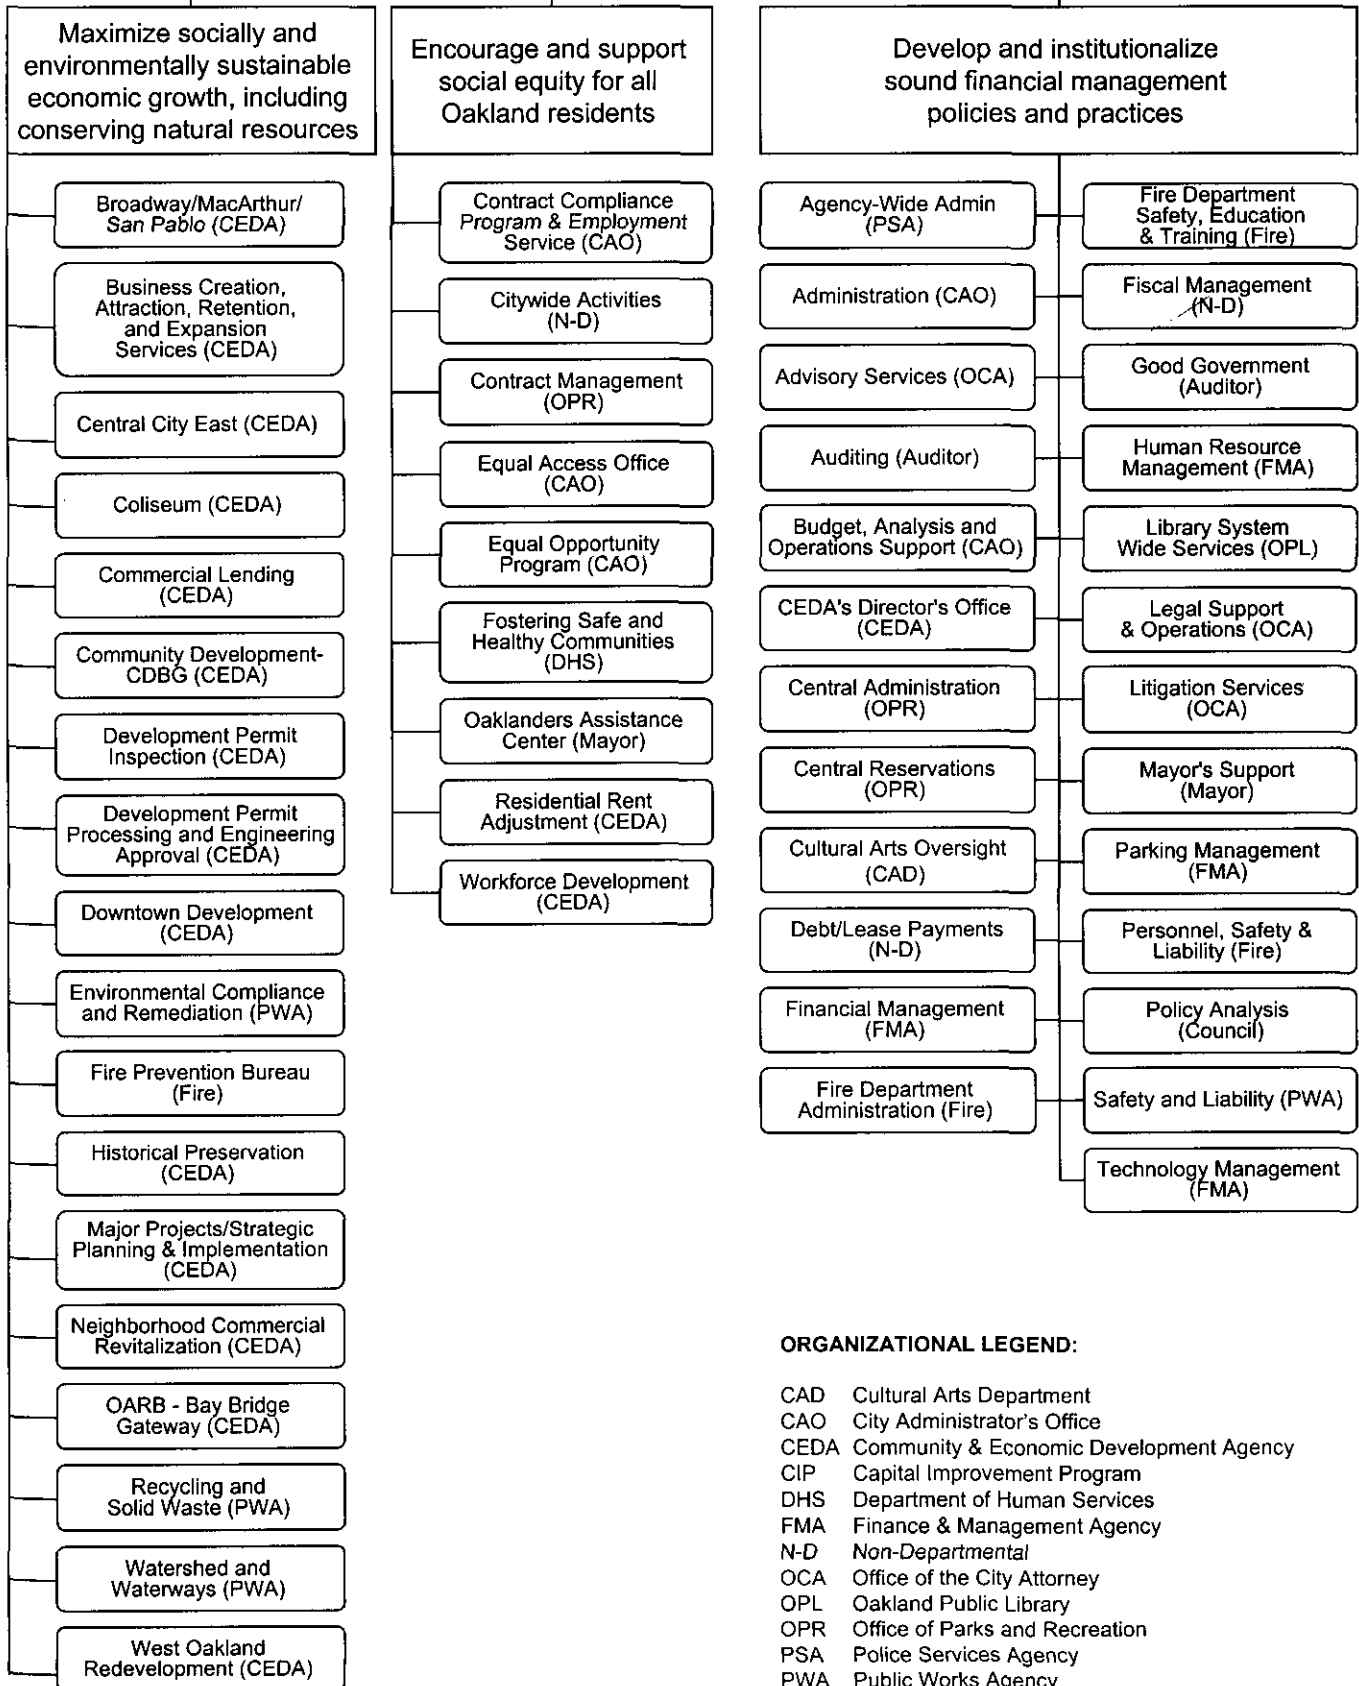 Maximize socially and
environmentally sustainable
economic growth, including
conserving natural resources
Broadway/MacArthur/
San Pablo (CEDA)
Business Creation,
Attraction, Retention,
and Expansion
Services (CEDA)
Central City East (CEDA)
Coliseum (CEDA)
Commercial Lending
(CEDA)
Community Development-
CDBG (CEDA)
Development Permit
Inspection (CEDA)
Development Permit
Processing and Engineering
Approval (CEDA)
Downtown Development
(CEDA)
Environmental Compliance
and Remediation (PWA)
Fire Prevention Bureau
(Fire)
Historical Preservation
(CEDA)
Major Projects/Strategic
Planning & Implementation
(CEDA)
Neighborhood Commercial
Revitalization (CEDA)
OARB - Bay Bridge
Gateway (CEDA)
Recycling and
Solid Waste (PWA)
Watershed and
Waterways (PWA)
West Oakland
Redevelopment (CEDA)
Encourage and support
social equity for all
Oakland residents
Contract Compliance
Program & Employment
Service (CAO)
Citywide Activities
(N-D)
Contract Management
(OPR)
Equal Access Office
(CAO)
Equal Opportunity
Program (CAO)
Fostering Safe and
Healthy Communities
(DHS)
Oaklanders Assistance
Center (Mayor)
Residential Rent
Adjustment (CEDA)
Workforce Development
(CEDA)
Develop and institutionalize
sound financial management
policies and practices
Agency-Wide Admin
(PSA)
Administration (CAO)
Advisory Services (OCA)
Auditing (Auditor)
Budget, Analysis and
Operations Support (CAO)
CEDA's Director's Office
(CEDA)
Central Administration
(OPR)
Central Reservations
(OPR)
Cultural Arts Oversight
(CAD)
Debt/Lease Payments
(N-D)
Financial Management
(FMA)
Fire Department
Administration (Fire)
Fire Department
Safety, Education
& Training (Fire)
Fiscal Management
(N-D)
Good Government
(Auditor)
Human Resource
Management (FMA)
Library System
Wide Services (OPL)
Legal Support
& Operations (OCA)
Litigation Services
(OCA)
Mayor's Support
(Mayor)
Parking Management
(FMA)
Personnel, Safety &
Liability (Fire)
Policy Analysis
(Council)
Safety and Liability (PWA)
Technology Management
(FMA)
ORGANIZATIONAL LEGEND:
CAD Cultural Arts Department
CAO City Administrator's Office
CEDA Community & Economic Development Agency
CIP Capital Improvement Program
DHS Department of Human Services
FMA Finance & Management Agency
N-D Non-Departmental
OCA Office of the City Attorney
OPL Oakland Public Library
OPR Office of Parks and Recreation
PSA Police Services Agency
PWA Public Works Agency